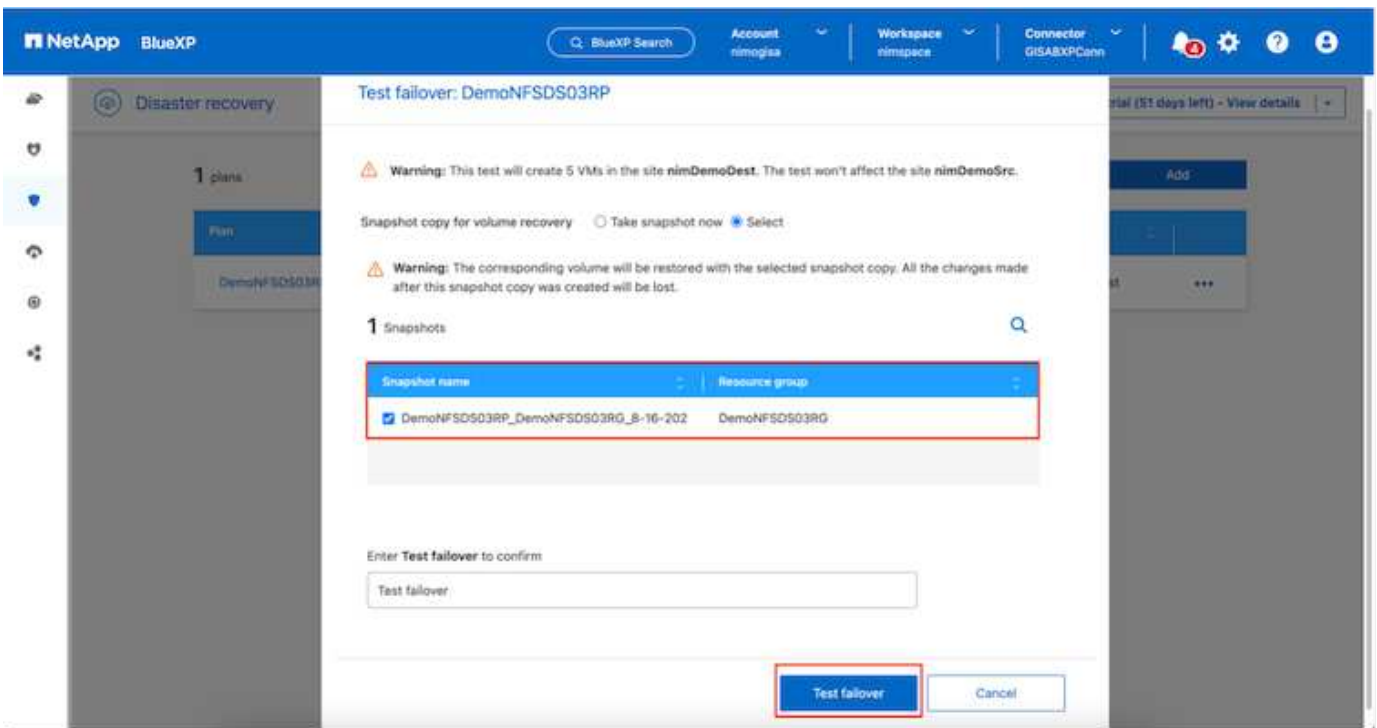 NetApp BlueXP
BlueXP Search
Account
nimogisa
Workspace
nimspace
Connector
GISABXPConn
4
Disaster recovery
Test failover: DemoNFSDS03RP
rial (51 days left) - View details
1 plans
Add
Warning: This test will create 5 VMs in the site nimDemoDest. The test won't affect the site nimDemoSrc.
Snapshot copy for volume recovery Take snapshot now Select
Plan
Warning: The corresponding volume will be restored with the selected snapshot copy. All the changes made
after this snapshot copy was created will be lost.
DemoNFSDS03R
st
1 Snapshots
Snapshot name Resource group
DemoNFSDS03RP_DemoNFSDS03RG_8-16-202 DemoNFSDS03RG
Enter Test failover to confirm
Test failover
Test failover Cancel